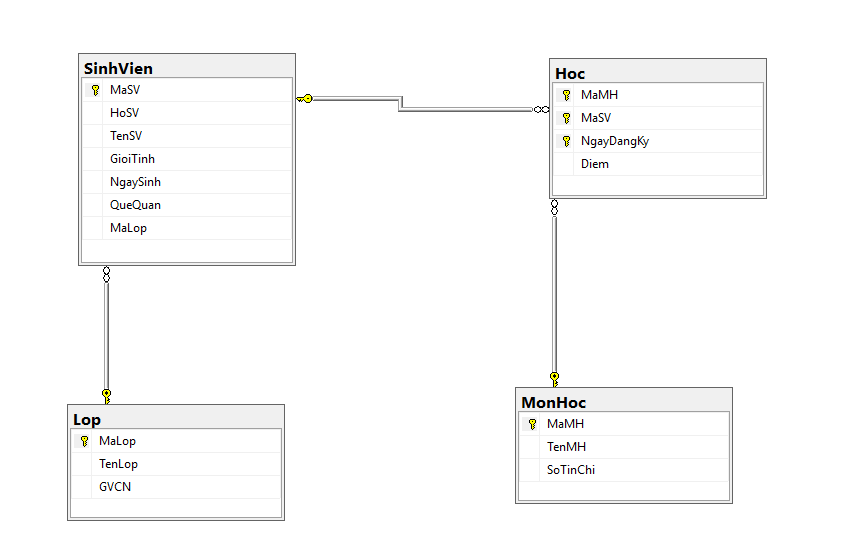 SinhVien
MaSV
HoSV
TenSV
GioiTinh
NgaySinh
QueQuan
MaLop
Hoc
MaMH
MaSV
NgayDangKy
Diem
Lop
MaLop
TenLop
GVCN
MonHoc
MaMH
TenMH
SoTinChi